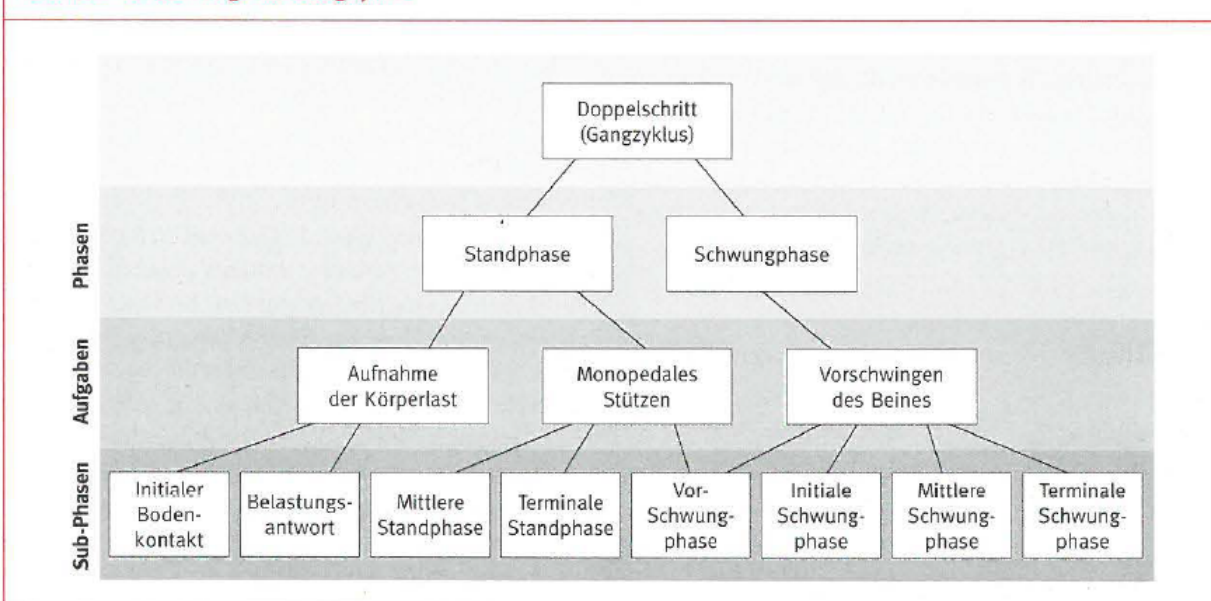 Doppelschritt
(Gangzyklus)
Phasen
Standphase
Schwungphase
Aufgaben
Aufnahme
der Körperlast
Monopedales
Stützen
Vorschwingen
des Beines
Sub-Phasen
Initialer
Boden-
kontakt
Belastungs-
antwort
Mittlere
Standphase
Terminale
Standphase
Vor-
Schwung-
phase
Initiale
Schwung-
phase
Mittlere
Schwung-
phase
Terminale
Schwung-
phase